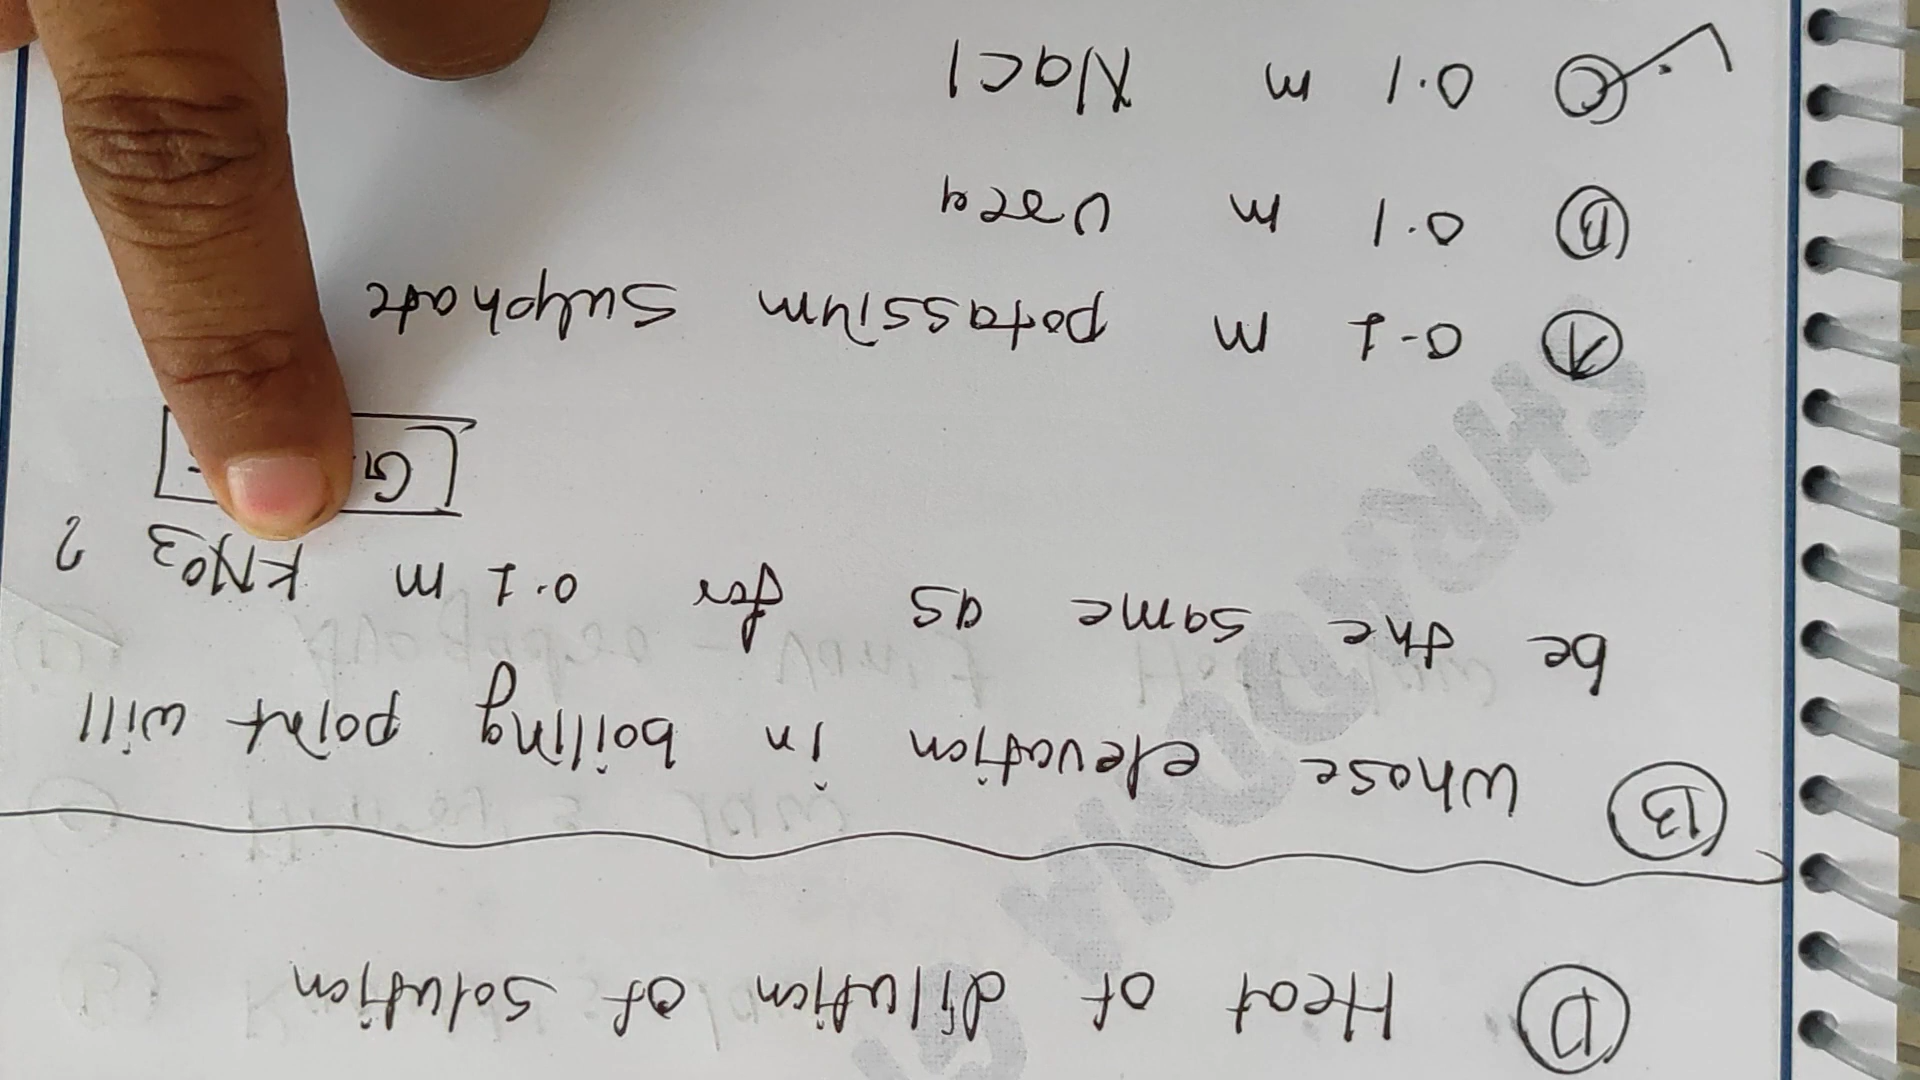 D Heat of dilution of solution
13 Whose elevation in boiling point will
be the same as for 0.1 m KNO3 ?
G
A 0.1 m potassium sulphate
B 0.1 m Urea
C 0.1 m NaCl